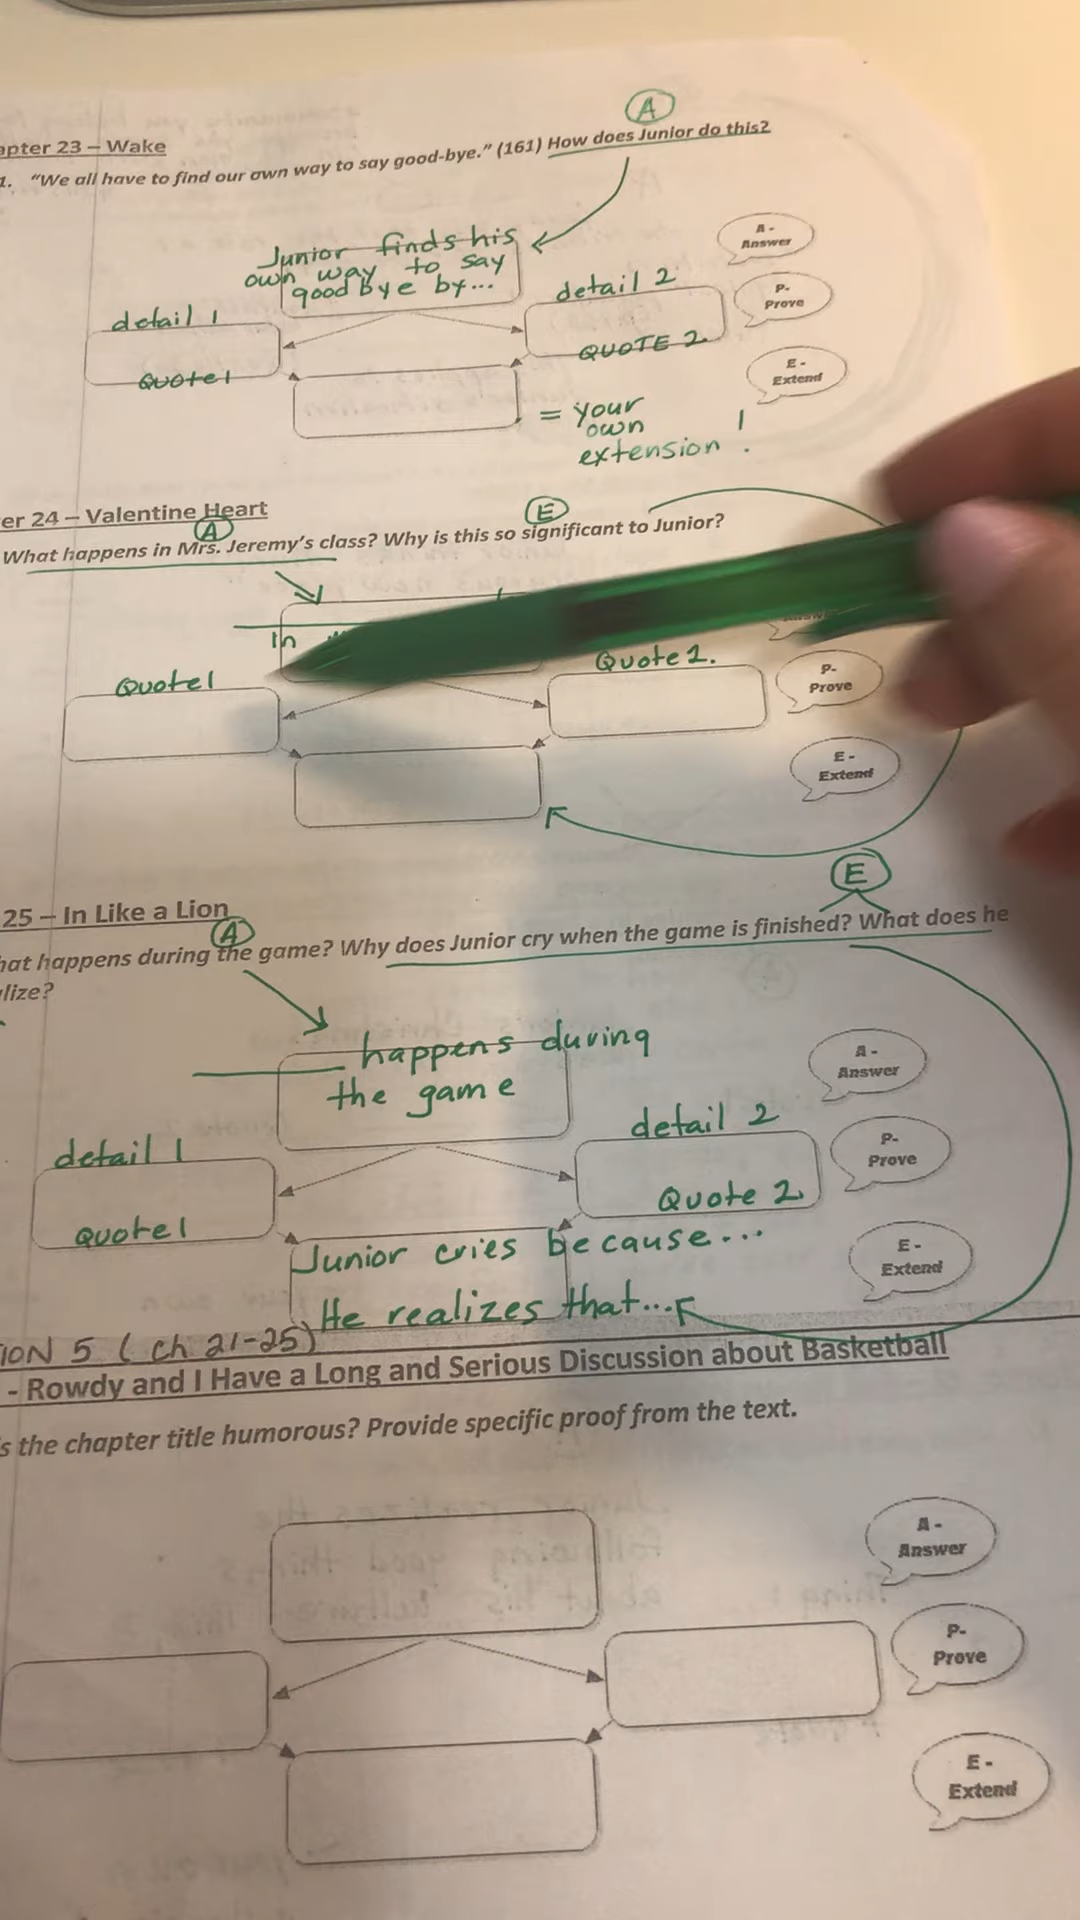 A
apter 23 – Wake
1. “We all have to find our own way to say good-bye.” (161) How does Junior do this?
Junior finds his
own way to say
good bye by...
A -
Answer
detail 1
detail 2
P-
Prove
Quote1
QUOTE 2.
E -
Extend
= your
own
extension !
er 24 – Valentine Heart
A
E
What happens in Mrs. Jeremy’s class? Why is this so significant to Junior?
In
Quote1
Quote 2.
P-
Prove
E -
Extend
E
25 – In Like a Lion
A
hat happens during the game? Why does Junior cry when the game is finished? What does he
lize?
happens during
the game
A -
Answer
detail 1
detail 2
P-
Prove
Quote1
Quote 2.
Junior cries because...
E -
Extend
He realizes that...
ION 5 ( ch 21-25)
- Rowdy and I Have a Long and Serious Discussion about Basketball
s the chapter title humorous? Provide specific proof from the text.
A -
Answer
P-
Prove
E -
Extend